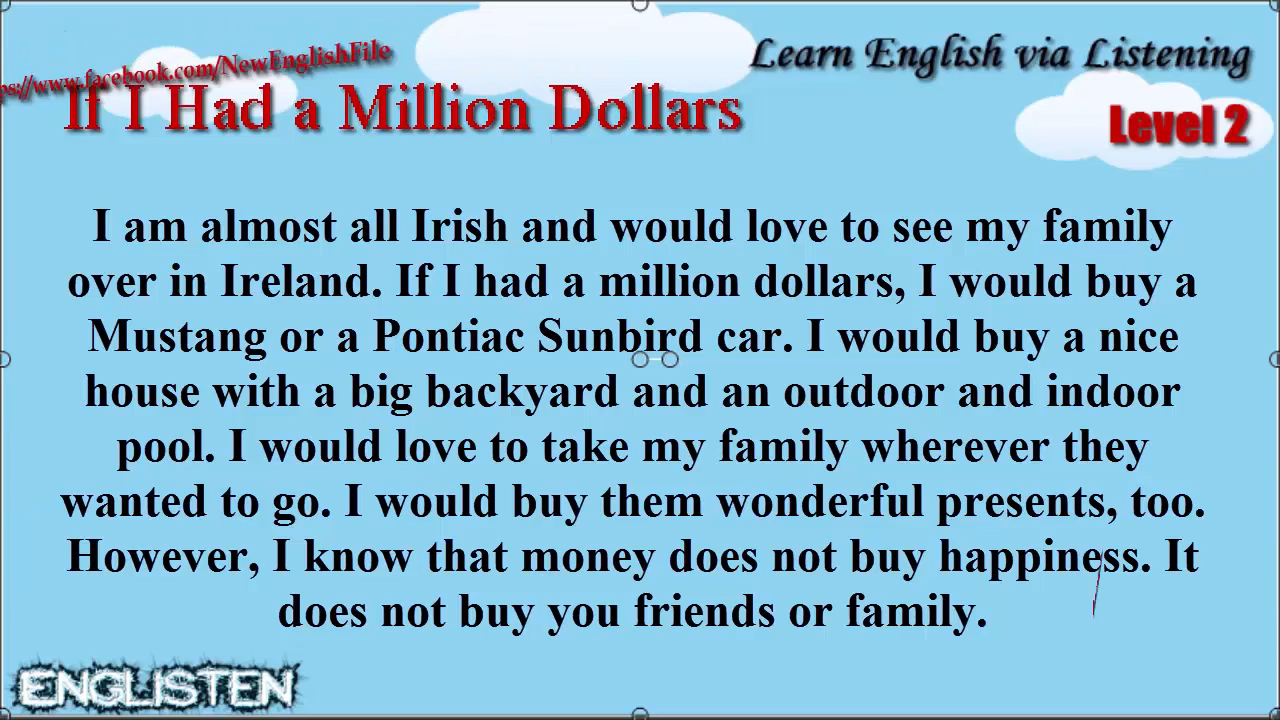 ps://www.facebook.com/NewEnglishFile
Learn English via Listening
If I Had a Million Dollars
Level 2
I am almost all Irish and would love to see my family
over in Ireland. If I had a million dollars, I would buy a
Mustang or a Pontiac Sunbird car. I would buy a nice
house with a big backyard and an outdoor and indoor
pool. I would love to take my family wherever they
wanted to go. I would buy them wonderful presents, too.
However, I know that money does not buy happiness. It
does not buy you friends or family.
ENGLISTEN